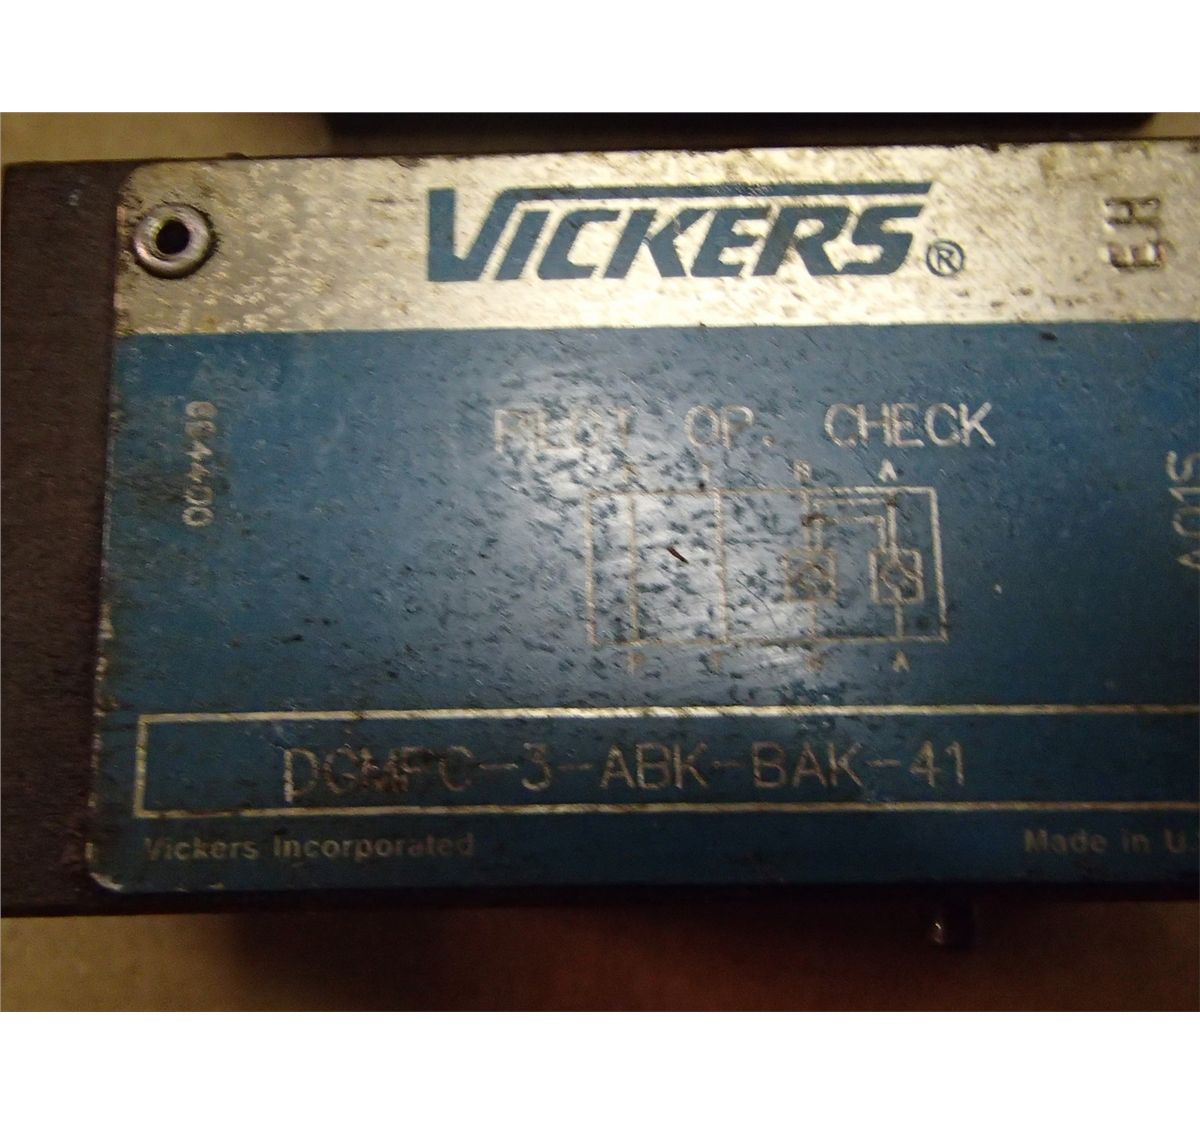 VICKERS®
EH
PILOT OP. CHECK
B A
P T B A
DGMPC-3-ABK-BAK-41
Vickers Incorporated
Made in U.